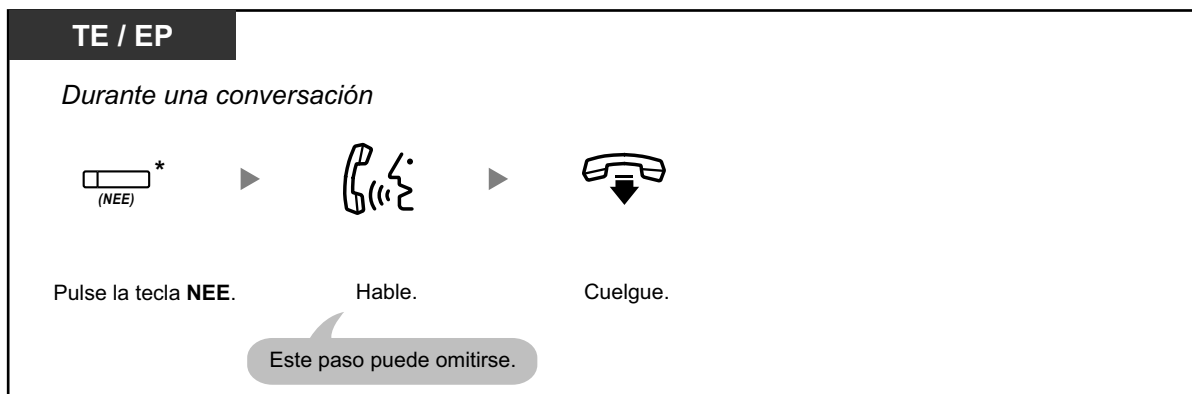 TE / EP
Durante una conversación
*
(NEE)
Pulse la tecla NEE.
Hable.
Cuelgue.
Este paso puede omitirse.